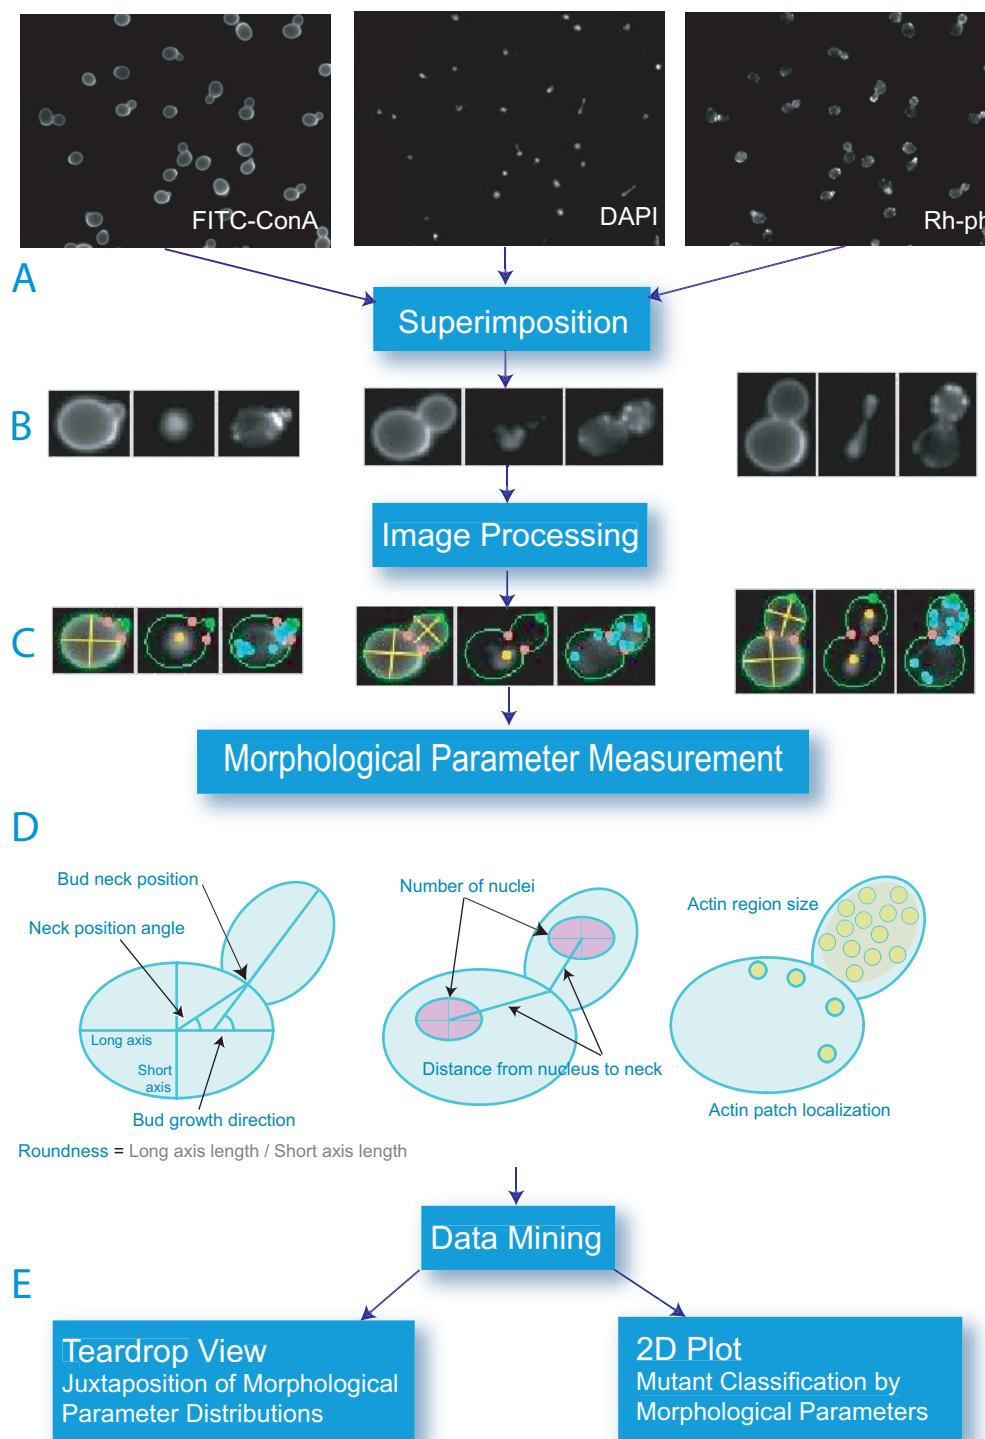 FITC-ConA
DAPI
Rh-ph
A
Superimposition
B
Image Processing
C
Morphological Parameter Measurement
D
Bud neck position
Neck position angle
Long axis
Short
axis
Bud growth direction
Roundness = Long axis length / Short axis length
Number of nuclei
Distance from nucleus to neck
Actin region size
Actin patch localization
Data Mining
E
Teardrop View
Juxtaposition of Morphological
Parameter Distributions
2D Plot
Mutant Classification by
Morphological Parameters